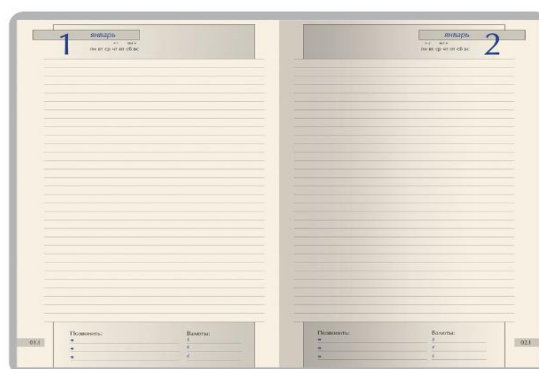 1
январь
пн вт ср чт пт сб вс
Позвонить:
Валюты:
январь
пн вт ср чт пт сб вс
2
Позвонить:
Валюты: